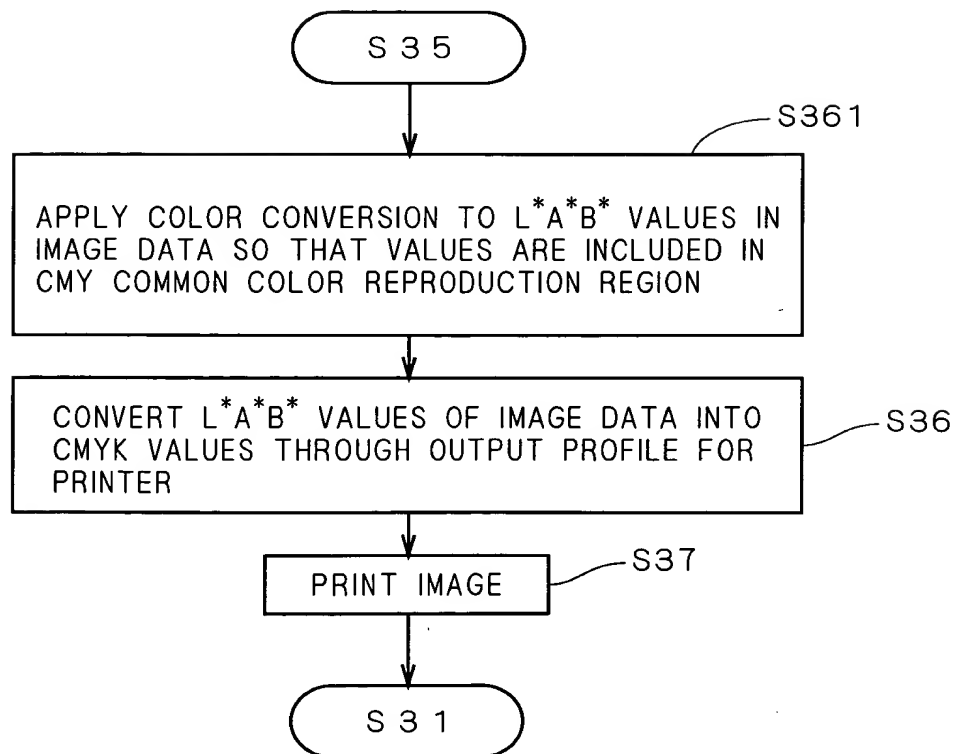 S35
S361
APPLY COLOR CONVERSION TO L*A*B* VALUES IN
IMAGE DATA SO THAT VALUES ARE INCLUDED IN
CMY COMMON COLOR REPRODUCTION REGION
CONVERT L*A*B* VALUES OF IMAGE DATA INTO
CMYK VALUES THROUGH OUTPUT PROFILE FOR
PRINTER
S36
PRINT IMAGE
S37
S31